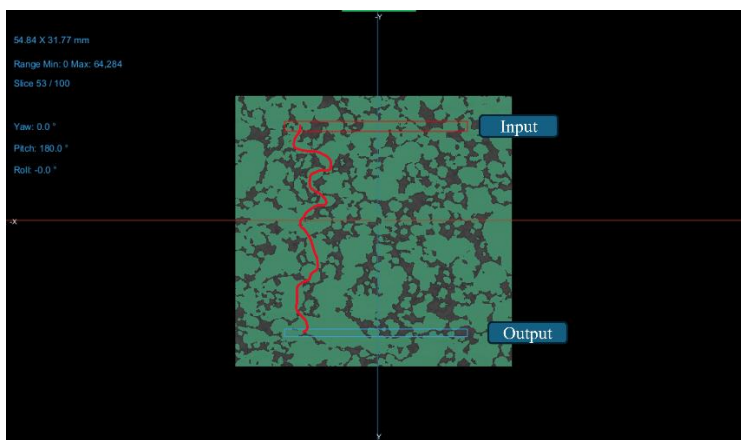 -Y
54.84 X 31.77 mm
Range Min: 0 Max: 64,284
Slice 53 / 100
Input
Yaw: 0.0 °
Pitch: 180.0 °
Roll: -0.0 °
-X
Output
-Y